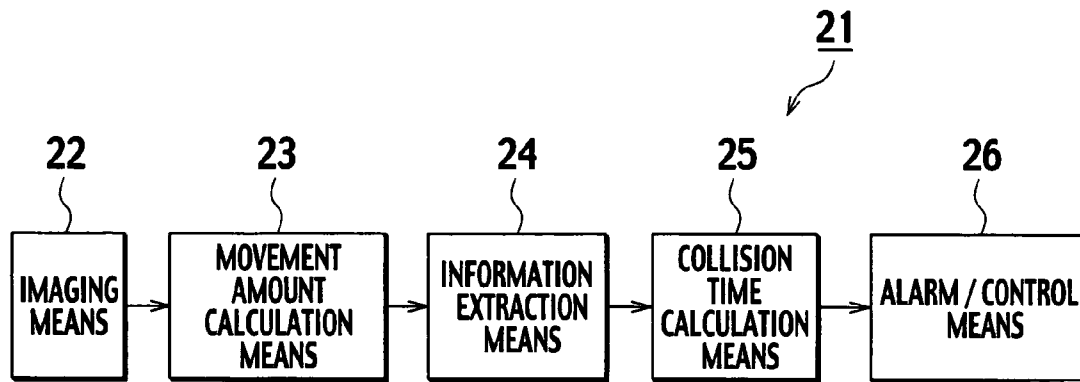 21
22
23
24
25
26
IMAGING
MEANS
MOVEMENT
AMOUNT
CALCULATION
MEANS
INFORMATION
EXTRACTION
MEANS
COLLISION
TIME
CALCULATION
MEANS
ALARM / CONTROL
MEANS